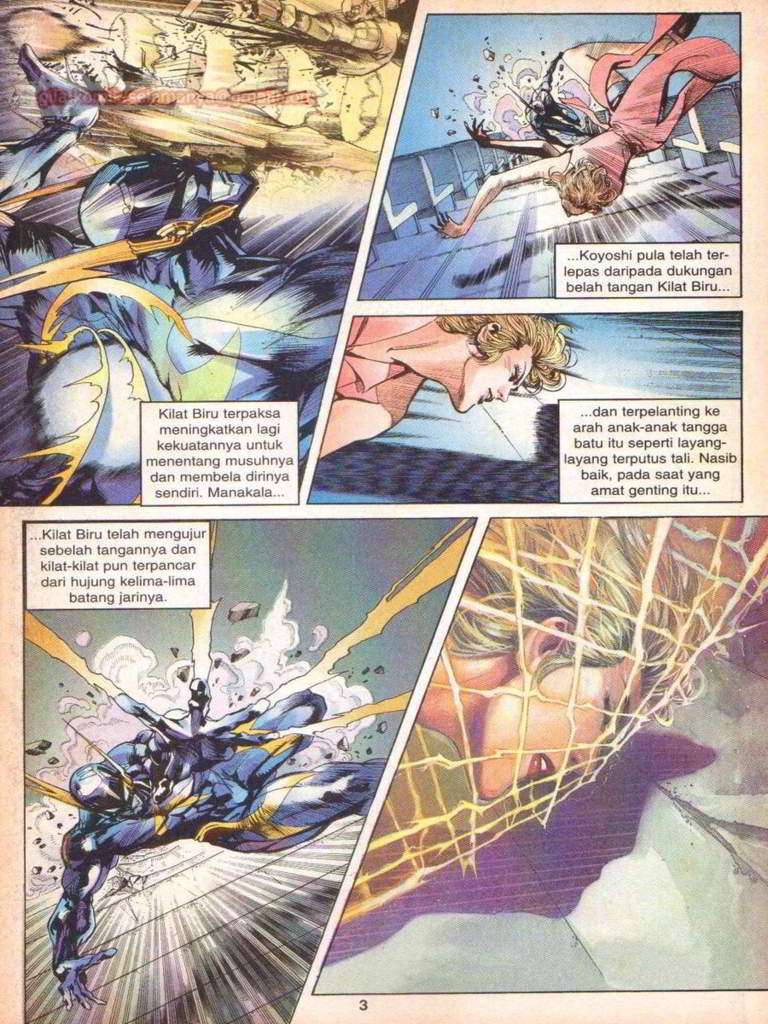 Kilat Biru terpaksa
meningkatkan lagi
kekuatannya untuk
menentang musuhnya
dan membela dirinya
sendiri. Manakala...
...Koyoshi pula telah ter-
lepas daripada dukungan
belah tangan Kilat Biru...
...dan terpelanting ke
arah anak-anak tangga
batu itu seperti layang-
layang terputus tali. Nasib
baik, pada saat yang
amat genting itu...
...Kilat Biru telah mengujur
sebelah tangannya dan
kilat-kilat pun terpancar
dari hujung kelima-lima
batang jarinya.
3